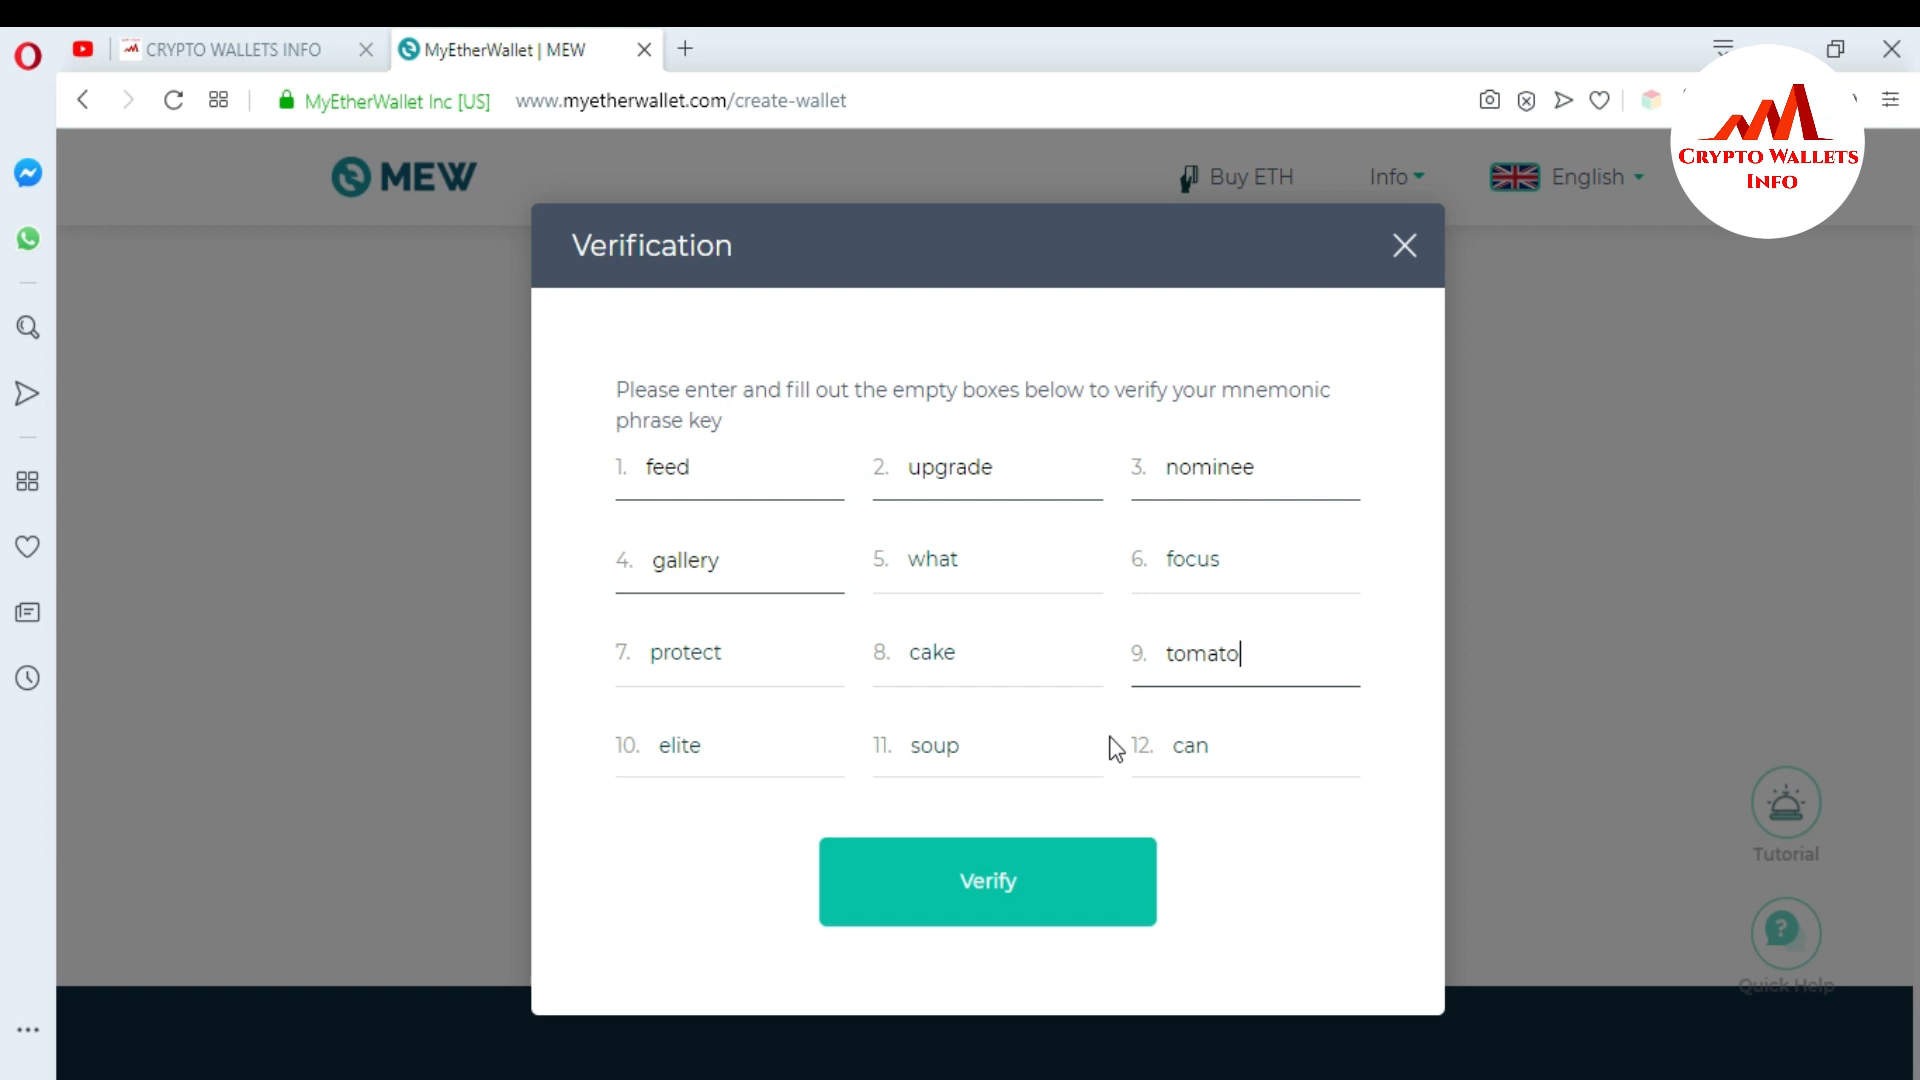 CRYPTO WALLETS INFO
MyEtherWallet | MEW
MyEtherWallet Inc [US]
www.myetherwallet.com/create-wallet
CRYPTO WALLETS
INFO
MEW
Buy ETH
Info
English
Verification
Please enter and fill out the empty boxes below to verify your mnemonic
phrase key
1. feed
2. upgrade
3. nominee
4. gallery
5. what
6. focus
7. protect
8. cake
9. tomato
10. elite
11. soup
12. can
Verify
Tutorial
Quick Help